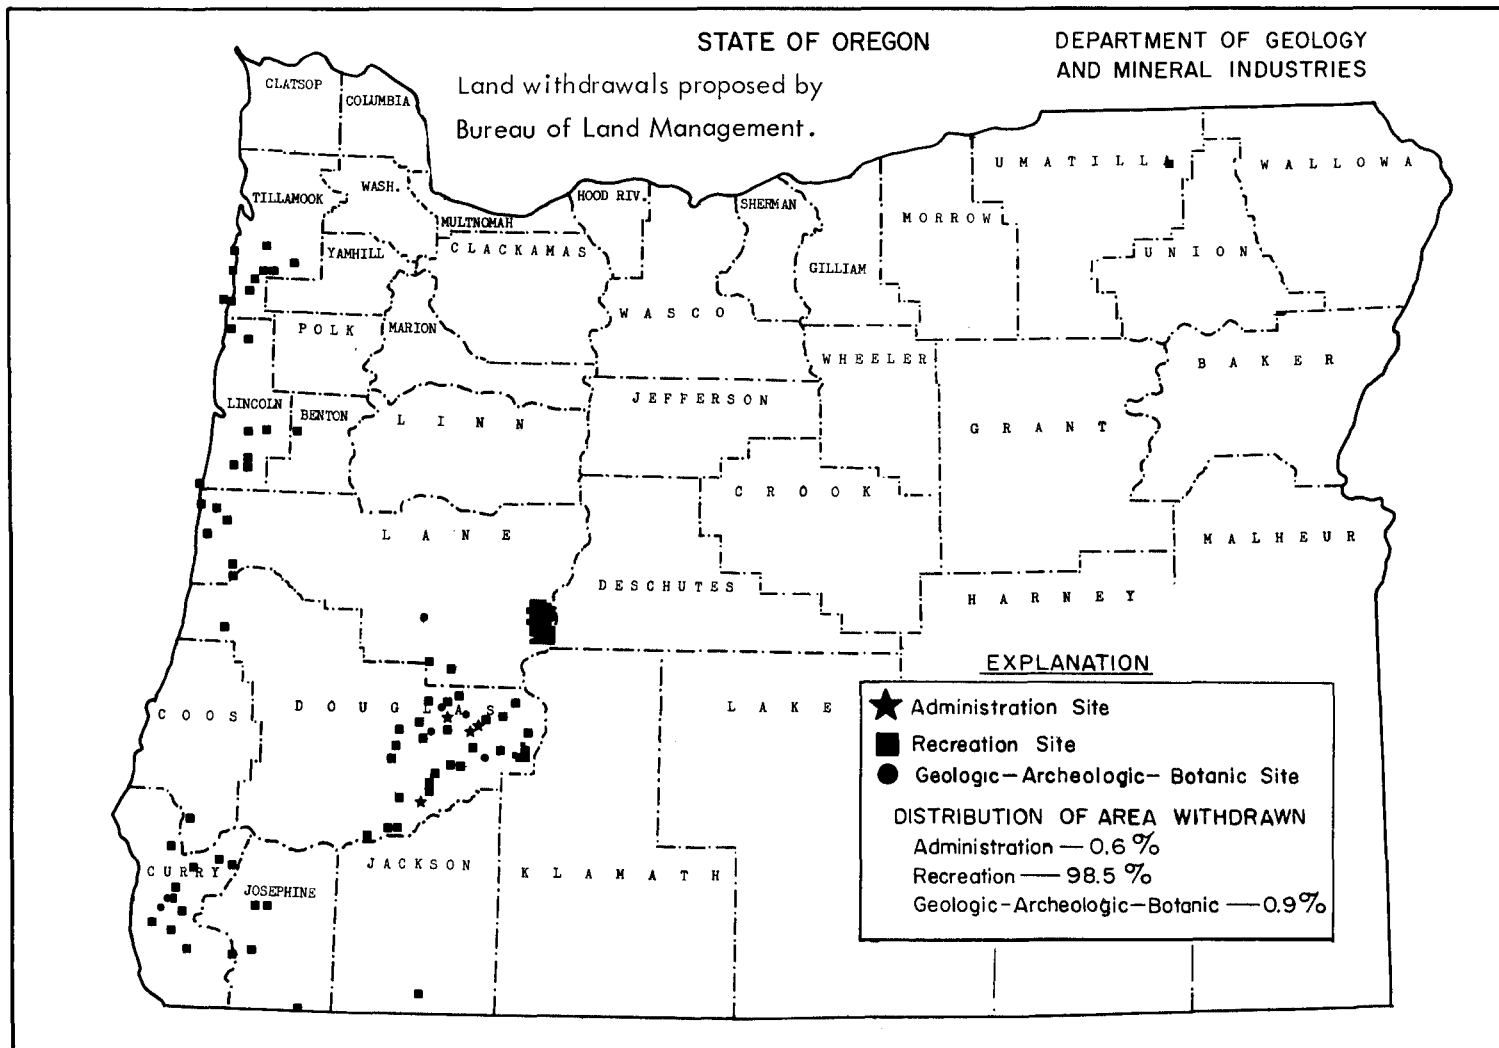 STATE OF OREGON
DEPARTMENT OF GEOLOGY
AND MINERAL INDUSTRIES
Land withdrawals proposed by
Bureau of Land Management.
CLATSOP
COLUMBIA
TILLAMOOK
WASH.
MULTNOMAH
HOOD RIV.
SHERMAN
UMATILLA
WALLOWA
MORROW
YAMHILL
CLACKAMAS
GILLIAM
UNION
POLK
MARION
WASCO
WHEELER
BAKER
LINCOLN
BENTON
LINN
JEFFERSON
GRANT
CROOK
LANE
MALHEUR
DESCHUTES
HARNEY
COOS
DOUGLAS
LAKE
CURRY
JOSEPHINE
JACKSON
KLAMATH
EXPLANATION
Administration Site
Recreation Site
Geologic-Archeologic-Botanic Site
DISTRIBUTION OF AREA WITHDRAWN
Administration — 0.6 %
Recreation — 98.5 %
Geologic-Archeologic-Botanic — 0.9%